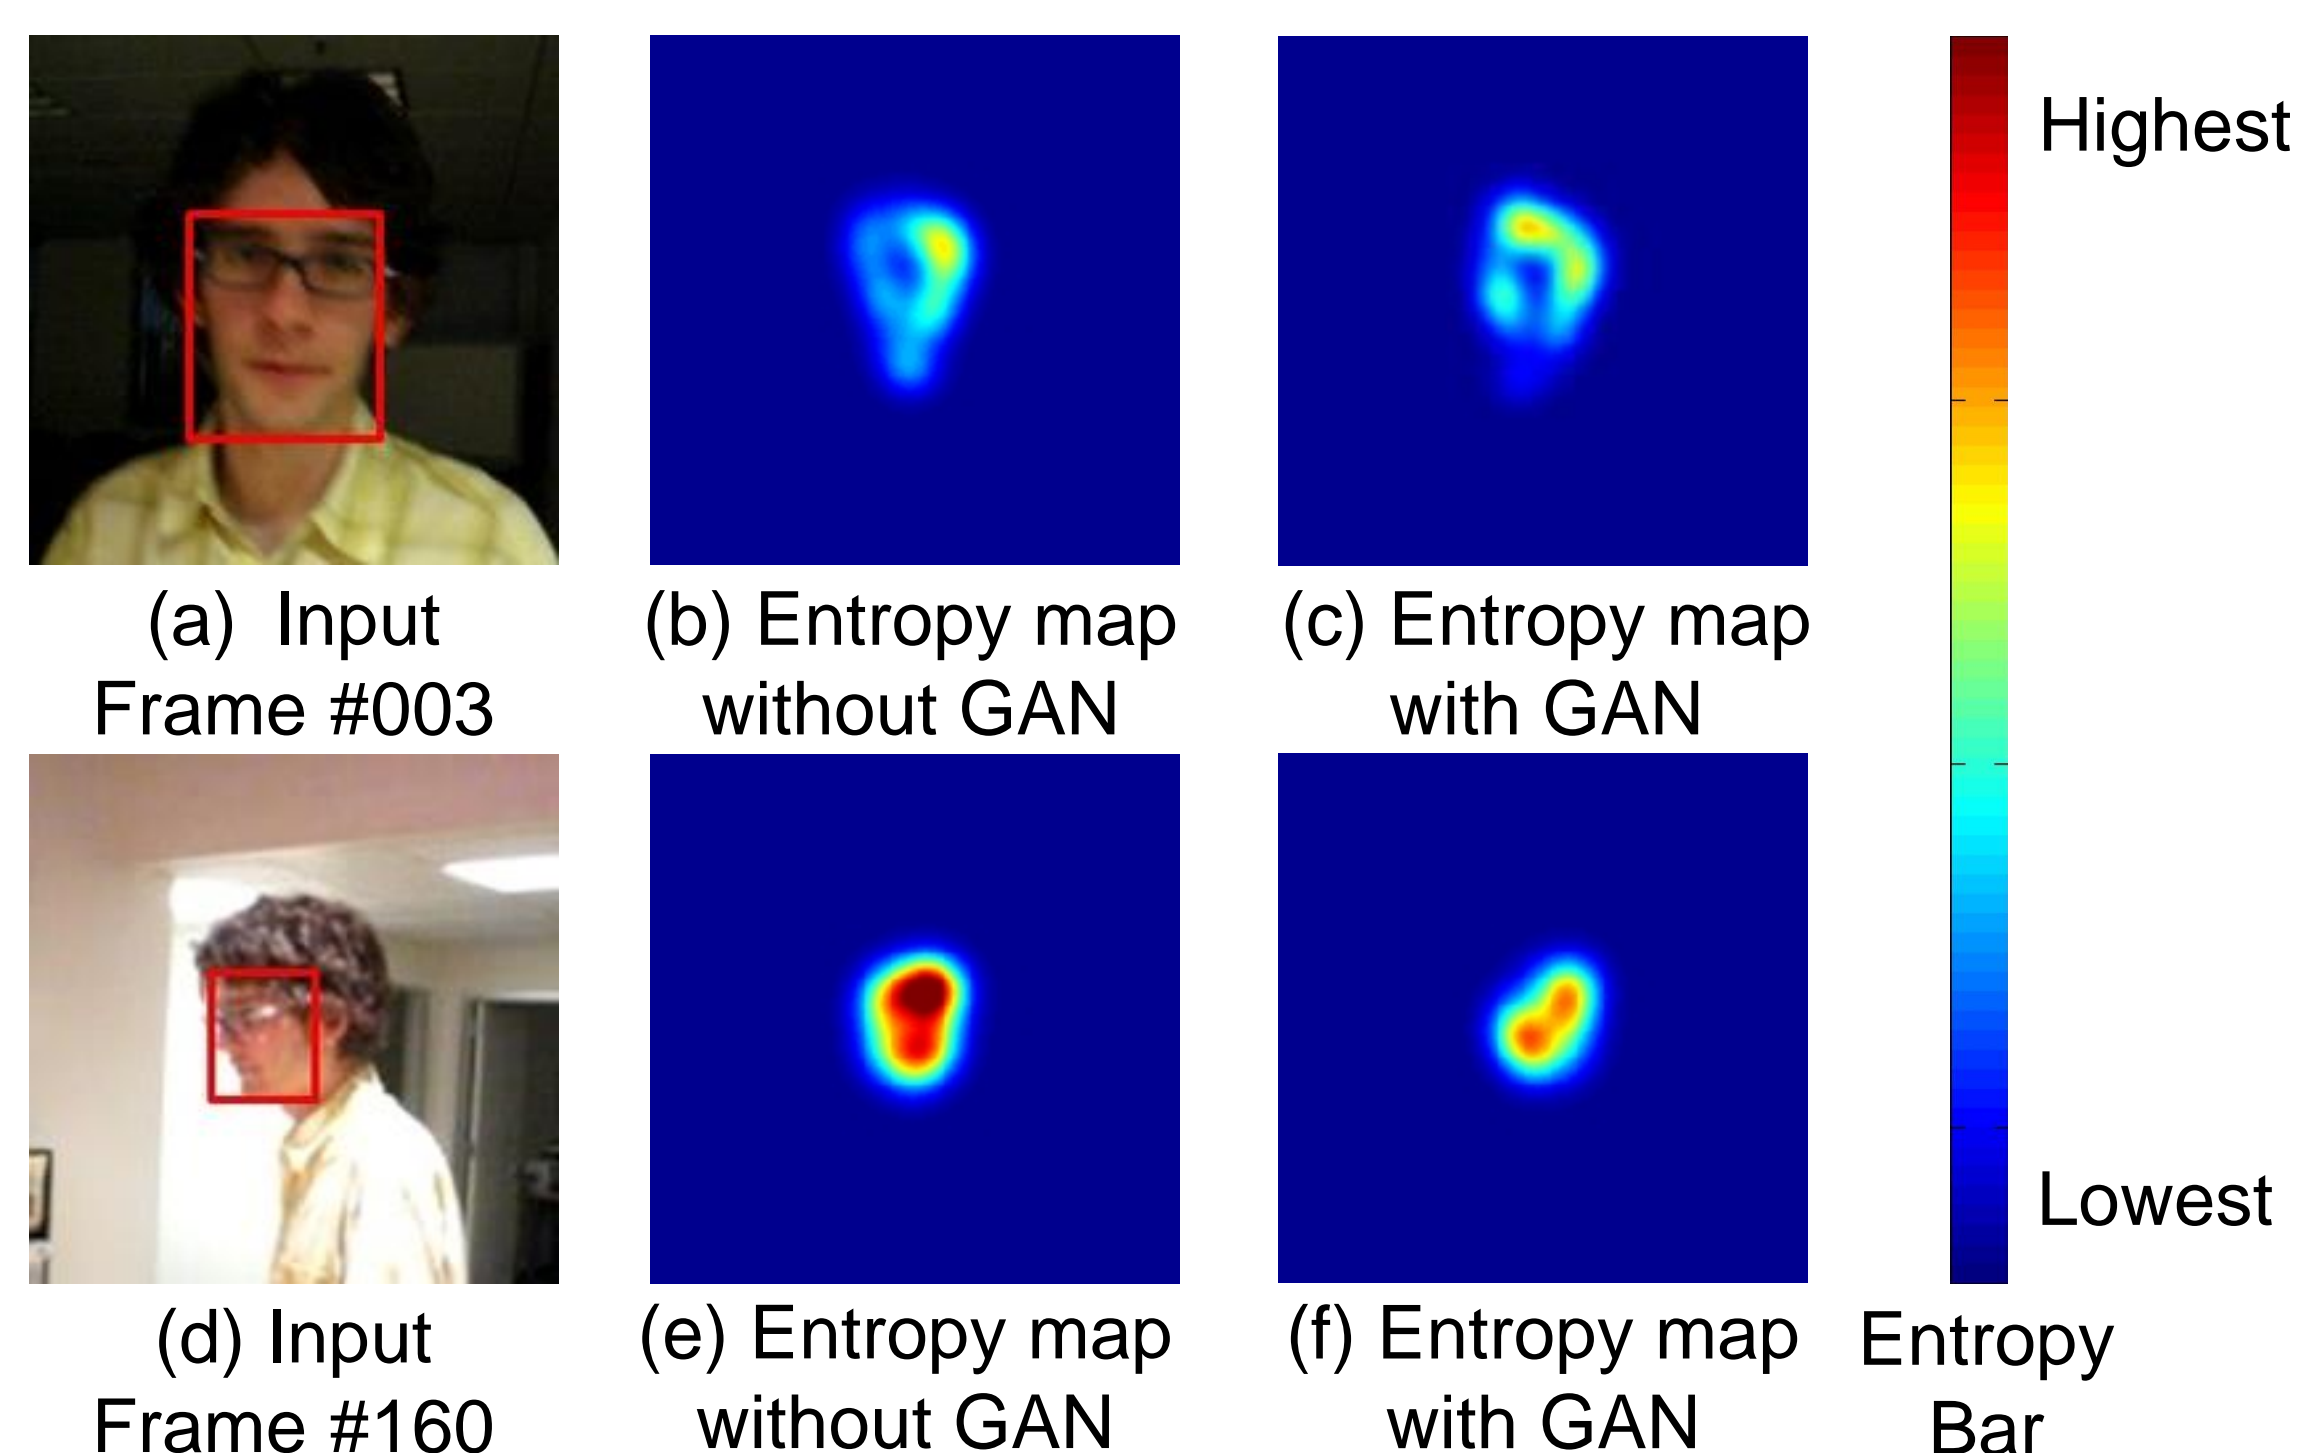 Highest
(a) Input
Frame #003
(b) Entropy map
without GAN
(c) Entropy map
with GAN
Lowest
(d) Input
Frame #160
(e) Entropy map
without GAN
(f) Entropy map
with GAN
Entropy
Bar